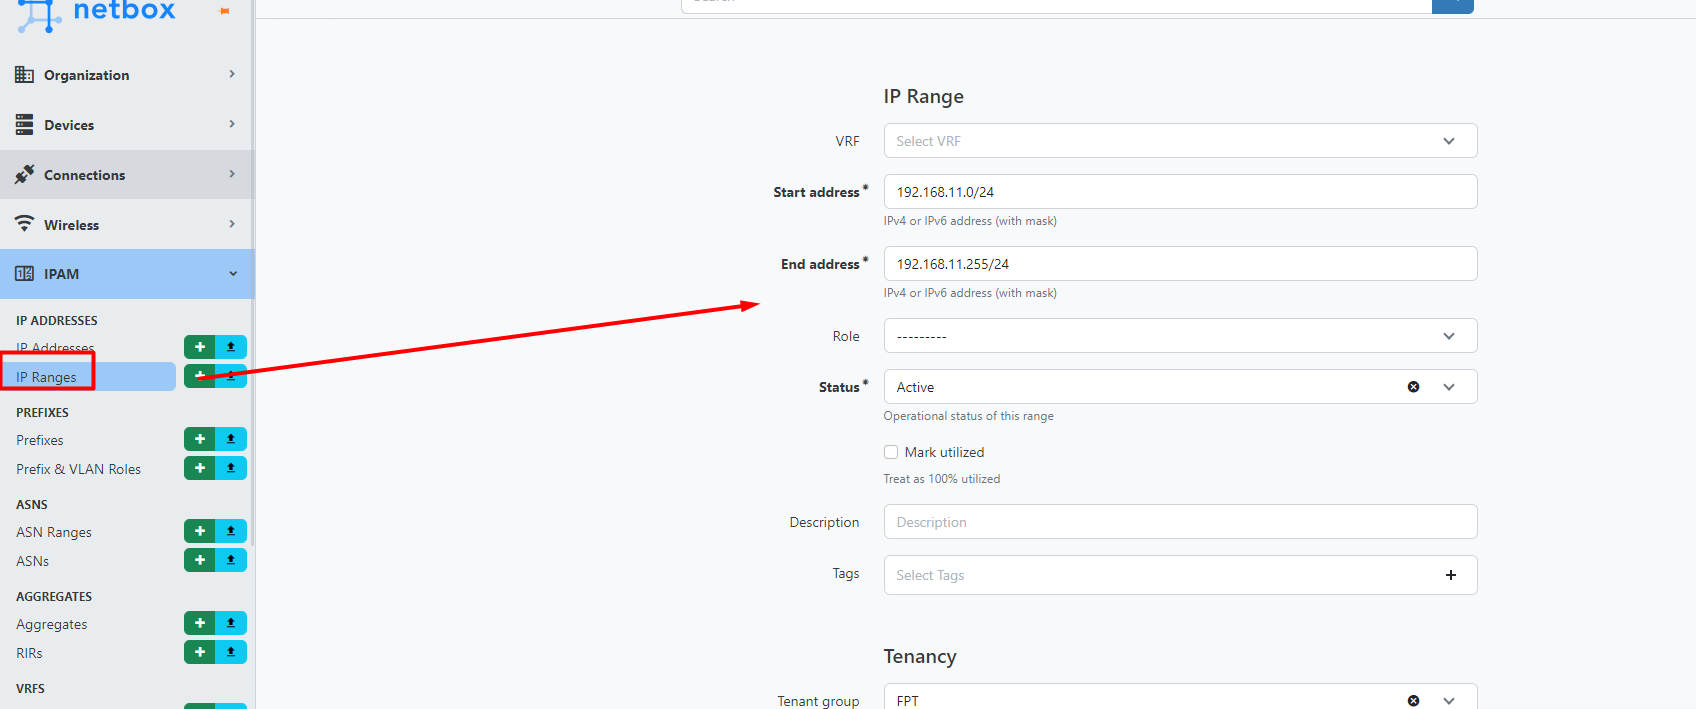 netbox
Organization
Devices
Connections
Wireless
IPAM
IP ADDRESSES
IP Addresses
IP Ranges
PREFIXES
Prefixes
Prefix & VLAN Roles
ASNS
ASN Ranges
ASNs
AGGREGATES
Aggregates
RIRs
VRFS
IP Range
VRF Select VRF
Start address* 192.168.11.0/24
IPv4 or IPv6 address (with mask)
End address* 192.168.11.255/24
IPv4 or IPv6 address (with mask)
Role ---------
Status* Active
Operational status of this range
Mark utilized
Treat as 100% utilized
Description Description
Tags Select Tags
Tenancy
Tenant group FPT